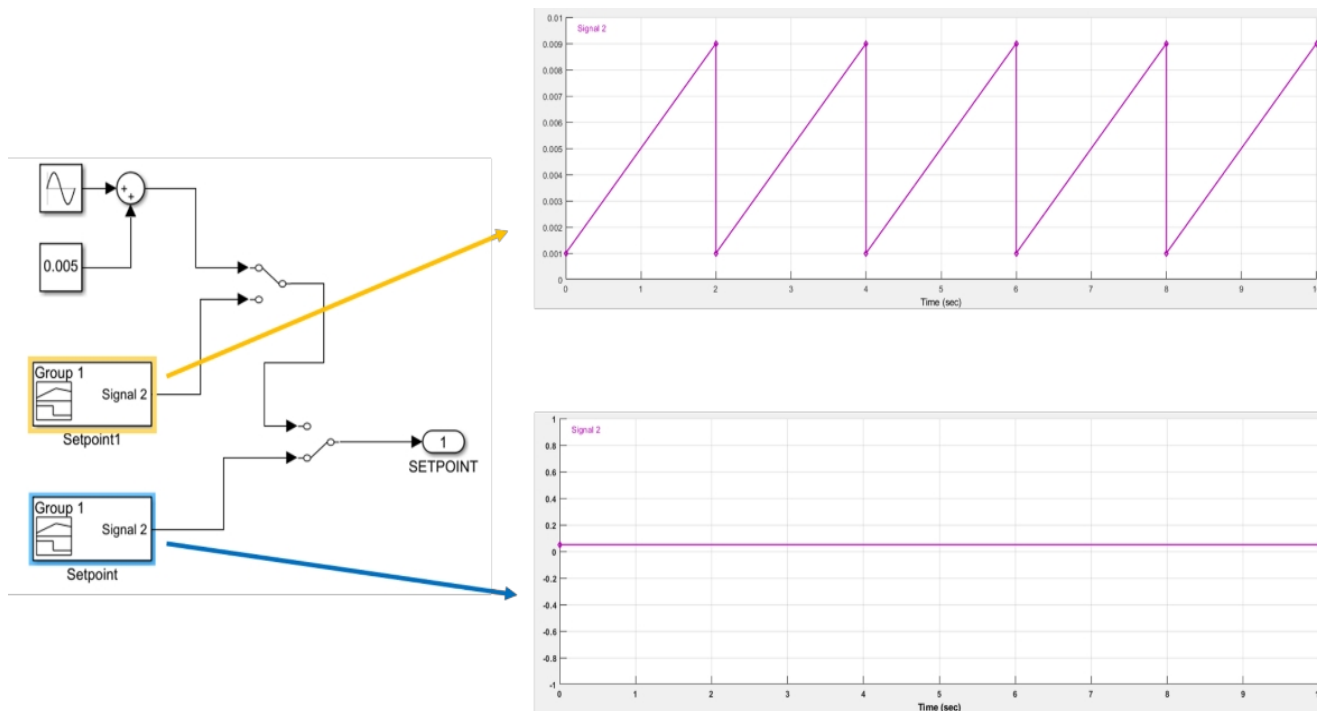 0.005
Group 1
Signal 2
Setpoint1
Group 1
Signal 2
Setpoint
1
SETPOINT
Signal 2
0.01
0.009
0.008
0.007
0.006
0.005
0.004
0.003
0.002
0.001
0
0 1 2 3 4 5 6 7 8 9 1
Time (sec)
Signal 2
1
0.8
0.6
0.4
0.2
0
-0.2
-0.4
-0.6
-0.8
-1
0 1 2 3 4 5 6 7 8 9 1
Time (sec)